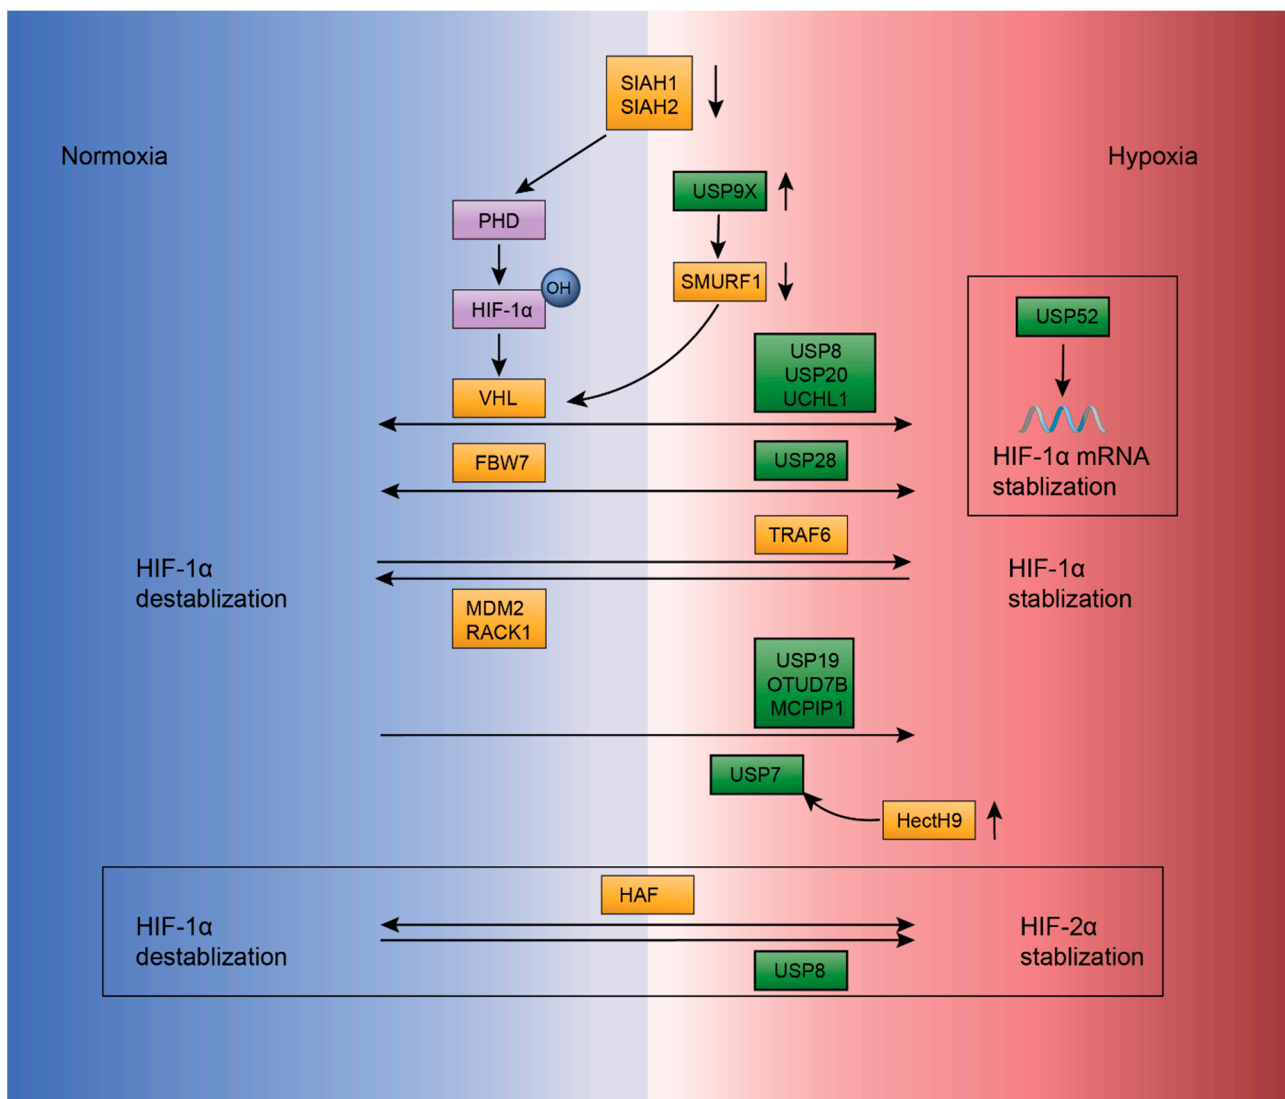 SIAH1
SIAH2
Normoxia
Hypoxia
USP9X
PHD
SMURF1
OH
HIF-1α
USP52
USP8
USP20
UCHL1
VHL
FBW7
USP28
HIF-1α mRNA
stablization
TRAF6
HIF-1α
destablization
HIF-1α
stablization
MDM2
RACK1
USP19
OTUD7B
MCPIP1
USP7
HectH9
HAF
HIF-1α
destablization
HIF-2α
stablization
USP8